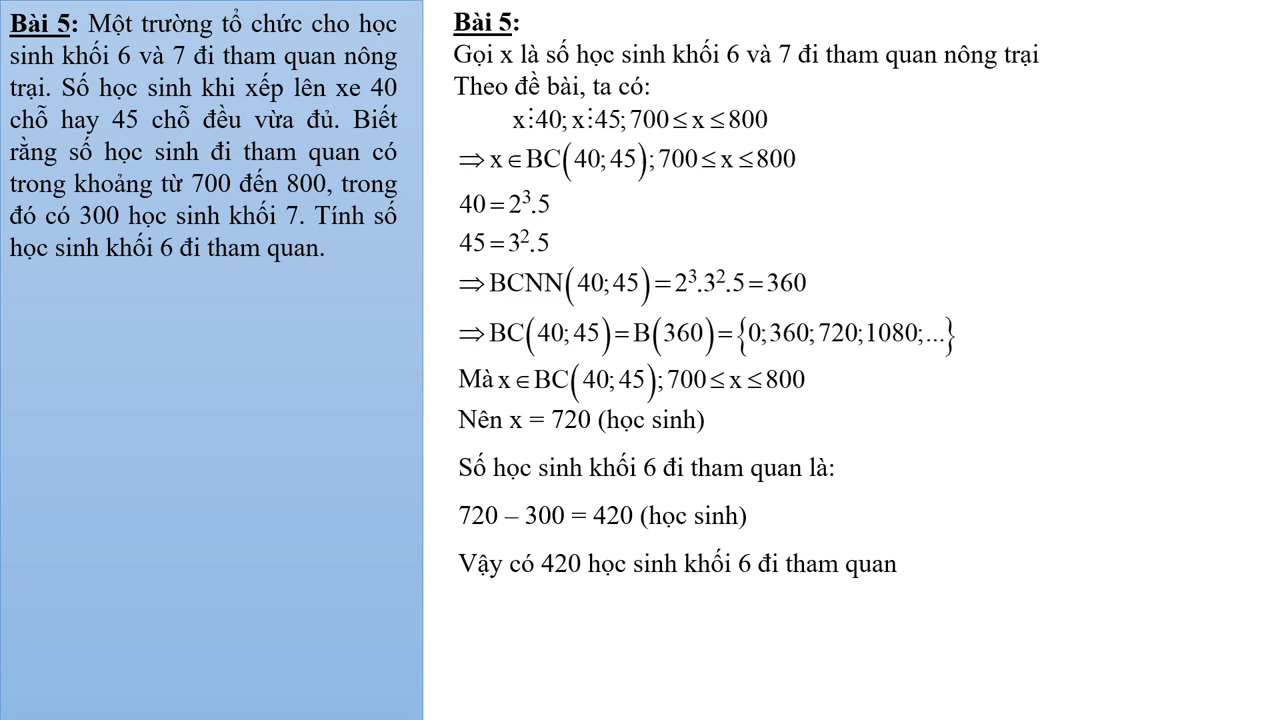 Bài 5: Một trường tổ chức cho học
sinh khối 6 và 7 đi tham quan nông
trại. Số học sinh khi xếp lên xe 40
chỗ hay 45 chỗ đều vừa đủ. Biết
rằng số học sinh đi tham quan có
trong khoảng từ 700 đến 800, trong
đó có 300 học sinh khối 7. Tính số
học sinh khối 6 đi tham quan.
Bài 5:
Gọi x là số học sinh khối 6 và 7 đi tham quan nông trại
Theo đề bài, ta có:
x⋮40; x⋮45; 700 ≤ x ≤ 800
⇒ x ∈ BC(40; 45); 700 ≤ x ≤ 800
40 = 2³.5
45 = 3².5
⇒ BCNN(40; 45) = 2³.3².5 = 360
⇒ BC(40; 45) = B(360) = {0; 360; 720; 1080; ...}
Mà x ∈ BC(40; 45); 700 ≤ x ≤ 800
Nên x = 720 (học sinh)
Số học sinh khối 6 đi tham quan là:
720 – 300 = 420 (học sinh)
Vậy có 420 học sinh khối 6 đi tham quan